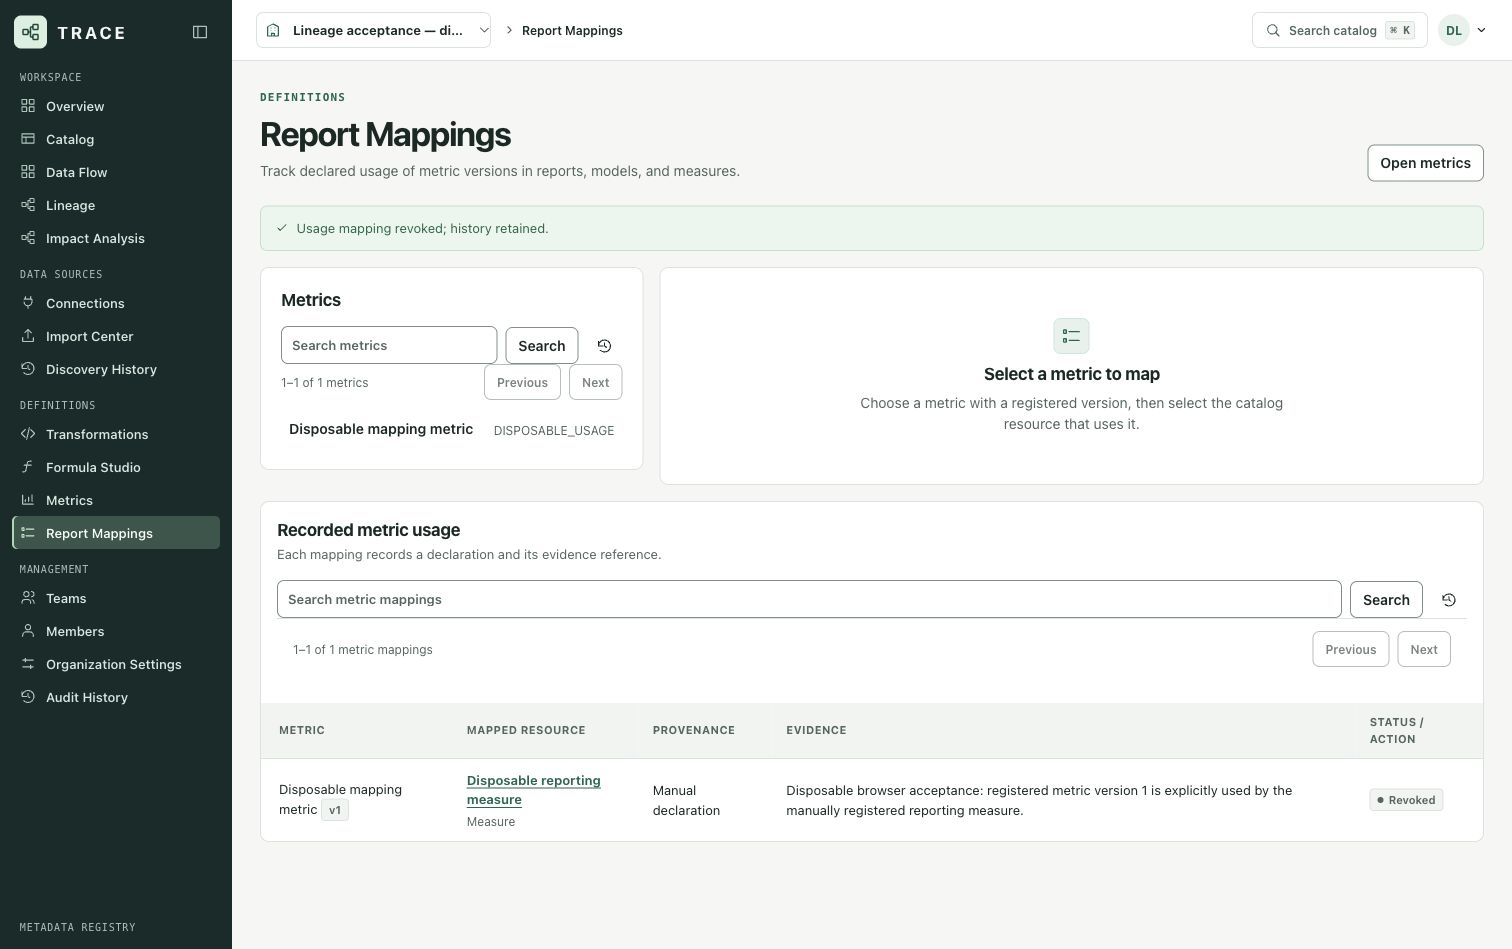 TRACE
WORKSPACE
Overview
Catalog
Data Flow
Lineage
Impact Analysis
DATA SOURCES
Connections
Import Center
Discovery History
DEFINITIONS
Transformations
Formula Studio
Metrics
Report Mappings
MANAGEMENT
Teams
Members
Organization Settings
Audit History
METADATA REGISTRY
Lineage acceptance — di...
Report Mappings
Search catalog ⌘ K
DL
DEFINITIONS
Report Mappings
Track declared usage of metric versions in reports, models, and measures.
Open metrics
Usage mapping revoked; history retained.
Metrics
Search metrics
Search
1–1 of 1 metrics
Previous
Next
Disposable mapping metric DISPOSABLE_USAGE
Select a metric to map
Choose a metric with a registered version, then select the catalog
resource that uses it.
Recorded metric usage
Each mapping records a declaration and its evidence reference.
Search metric mappings
Search
1–1 of 1 metric mappings
Previous
Next
METRIC
MAPPED RESOURCE
PROVENANCE
EVIDENCE
STATUS /
ACTION
Disposable mapping
metric v1
Disposable reporting
measure
Measure
Manual
declaration
Disposable browser acceptance: registered metric version 1 is explicitly used by the
manually registered reporting measure.
Revoked